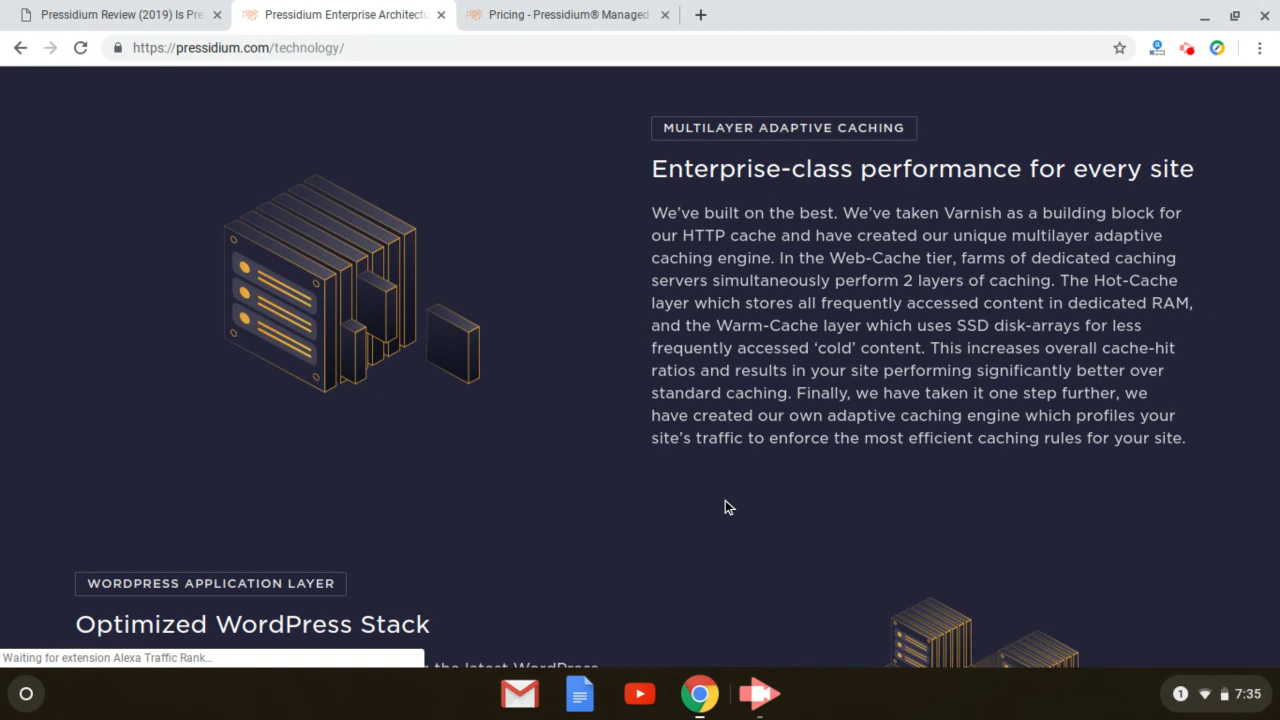 Pressidium Review (2019) Is Pre
Pressidium Enterprise Architectu
Pricing - Pressidium® Managed
https://pressidium.com/technology/
MULTILAYER ADAPTIVE CACHING
Enterprise-class performance for every site
We've built on the best. We've taken Varnish as a building block for
our HTTP cache and have created our unique multilayer adaptive
caching engine. In the Web-Cache tier, farms of dedicated caching
servers simultaneously perform 2 layers of caching. The Hot-Cache
layer which stores all frequently accessed content in dedicated RAM,
and the Warm-Cache layer which uses SSD disk-arrays for less
frequently accessed ‘cold’ content. This increases overall cache-hit
ratios and results in your site performing significantly better over
standard caching. Finally, we have taken it one step further, we
have created our own adaptive caching engine which profiles your
site's traffic to enforce the most efficient caching rules for your site.
WORDPRESS APPLICATION LAYER
Optimized WordPress Stack
the latest WordPress
Waiting for extension Alexa Traffic Rank...
1
7:35